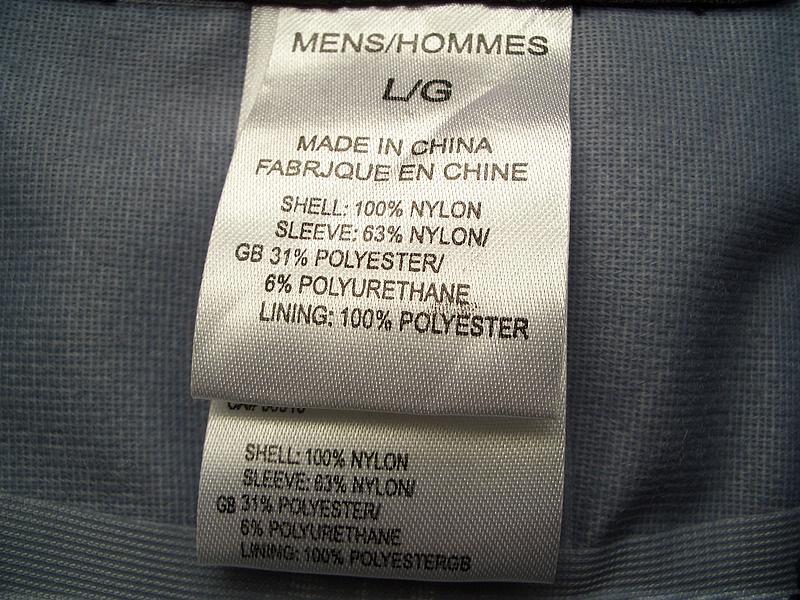 MENS/HOMMES
L/G
MADE IN CHINA
FABRJQUE EN CHINE
SHELL: 100% NYLON
SLEEVE: 63% NYLON/
GB 31% POLYESTER/
6% POLYURETHANE
LINING: 100% POLYESTER
SHELL: 100% NYLON
SLEEVE: 63% NYLON/
GB 31% POLYESTER/
6% POLYURETHANE
LINING: 100% POLYESTERGB